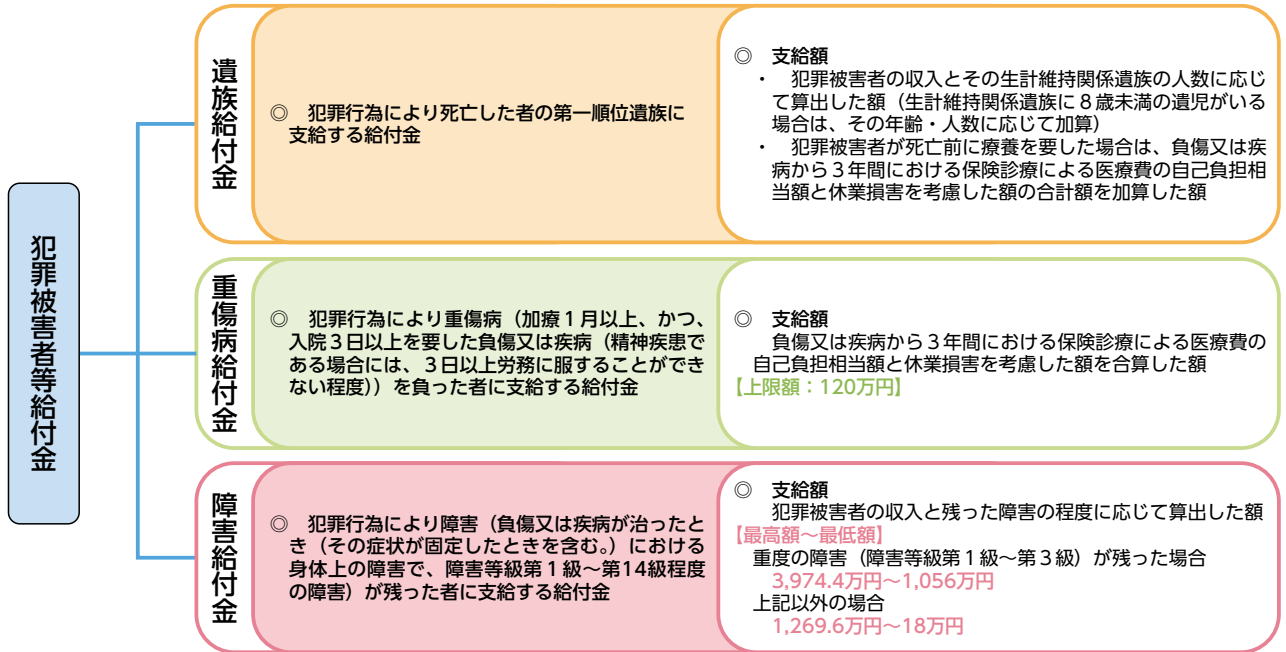 犯罪被害者等給付金
遺族給付金
◎　犯罪行為により死亡した者の第一順位遺族に
支給する給付金
◎　支給額
・　犯罪被害者の収入とその生計維持関係遺族の人数に応じ
て算出した額（生計維持関係遺族に８歳未満の遺児がいる
場合は、その年齢・人数に応じて加算）
・　犯罪被害者が死亡前に療養を要した場合は、負傷又は疾
病から３年間における保険診療による医療費の自己負担相
当額と休業損害を考慮した額の合計額を加算した額
重傷病給付金
◎　犯罪行為により重傷病（加療１月以上、かつ、
入院３日以上を要した負傷又は疾病（精神疾患で
ある場合には、３日以上労務に服することができ
ない程度））を負った者に支給する給付金
◎　支給額
負傷又は疾病から３年間における保険診療による医療費の
自己負担相当額と休業損害を考慮した額を合算した額
【上限額：120万円】
障害給付金
◎　犯罪行為により障害（負傷又は疾病が治ったと
き（その症状が固定したときを含む。）における
身体上の障害で、障害等級第１級～第14級程度
の障害）が残った者に支給する給付金
◎　支給額
犯罪被害者の収入と残った障害の程度に応じて算出した額
【最高額～最低額】
重度の障害（障害等級第１級～第３級）が残った場合
3,974.4万円～1,056万円
上記以外の場合
1,269.6万円～18万円